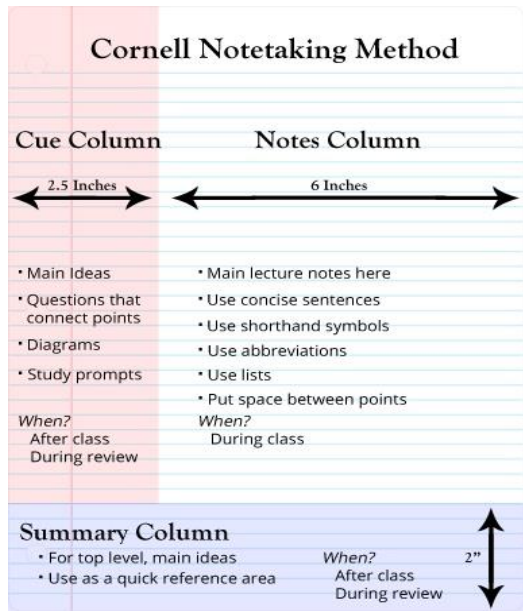 Cornell Notetaking Method
Cue Column
2.5 Inches
· Main Ideas
· Questions that
connect points
· Diagrams
· Study prompts
When?
After class
During review
Notes Column
6 Inches
· Main lecture notes here
· Use concise sentences
· Use shorthand symbols
· Use abbreviations
· Use lists
· Put space between points
When?
During class
Summary Column
· For top level, main ideas
· Use as a quick reference area
When?
After class
During review
2”